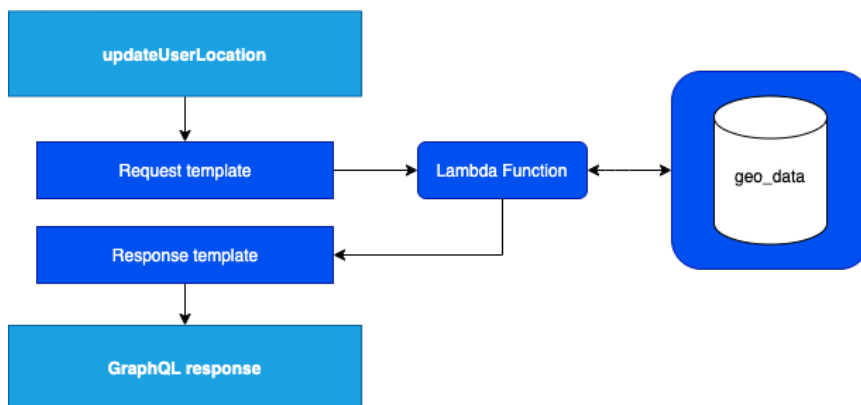 updateUserLocation
Request template
Lambda Function
geo_data
Response template
GraphQL response